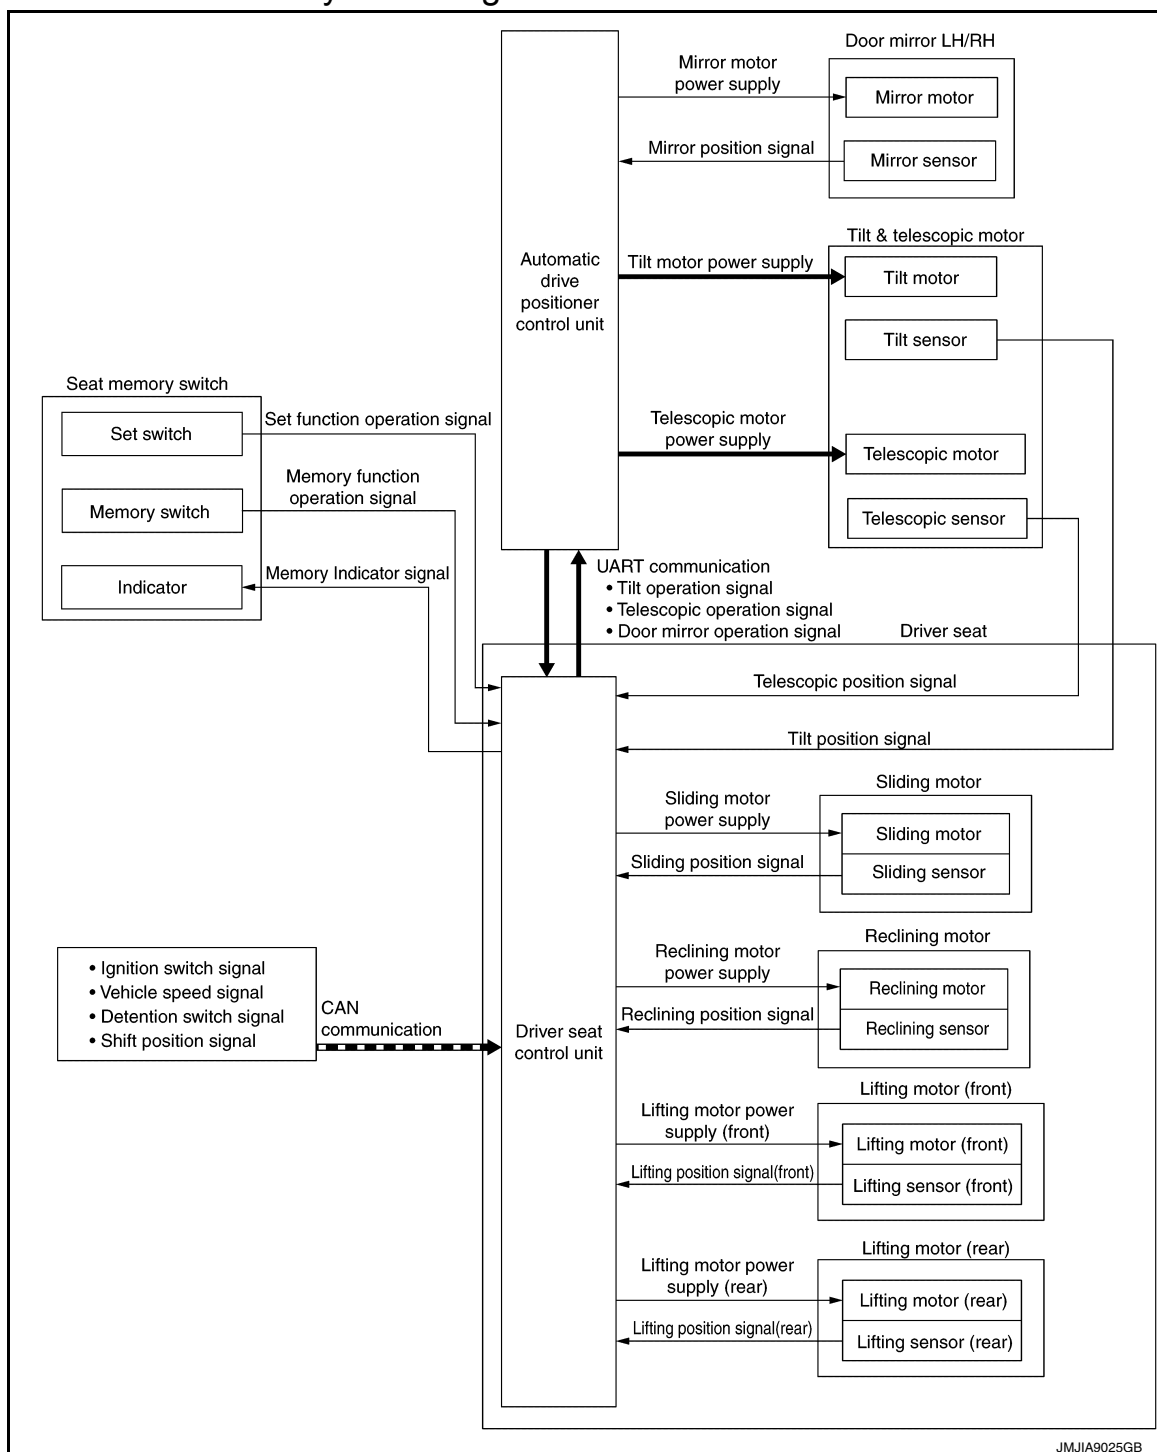 Door mirror LH/RH
Mirror motor
power supply
Mirror motor
Mirror position signal
Mirror sensor
Tilt & telescopic motor
Automatic
drive
positioner
control unit
Tilt motor power supply
Tilt motor
Tilt sensor
Seat memory switch
Set switch
Set function operation signal
Telescopic motor
power supply
Telescopic motor
Memory function
operation signal
Memory switch
Telescopic sensor
Indicator
Memory Indicator signal
UART communication
• Tilt operation signal
• Telescopic operation signal
• Door mirror operation signal
Driver seat
Telescopic position signal
Tilt position signal
Sliding motor
Sliding motor
power supply
Sliding motor
Sliding position signal
Sliding sensor
Reclining motor
Reclining motor
power supply
Reclining motor
Reclining position signal
Reclining sensor
• Ignition switch signal
• Vehicle speed signal
• Detention switch signal
• Shift position signal
CAN
communication
Driver seat
control unit
Lifting motor (front)
Lifting motor power
supply (front)
Lifting motor (front)
Lifting position signal(front)
Lifting sensor (front)
Lifting motor (rear)
Lifting motor power
supply (rear)
Lifting motor (rear)
Lifting position signal(rear)
Lifting sensor (rear)
JMJIA9025GB